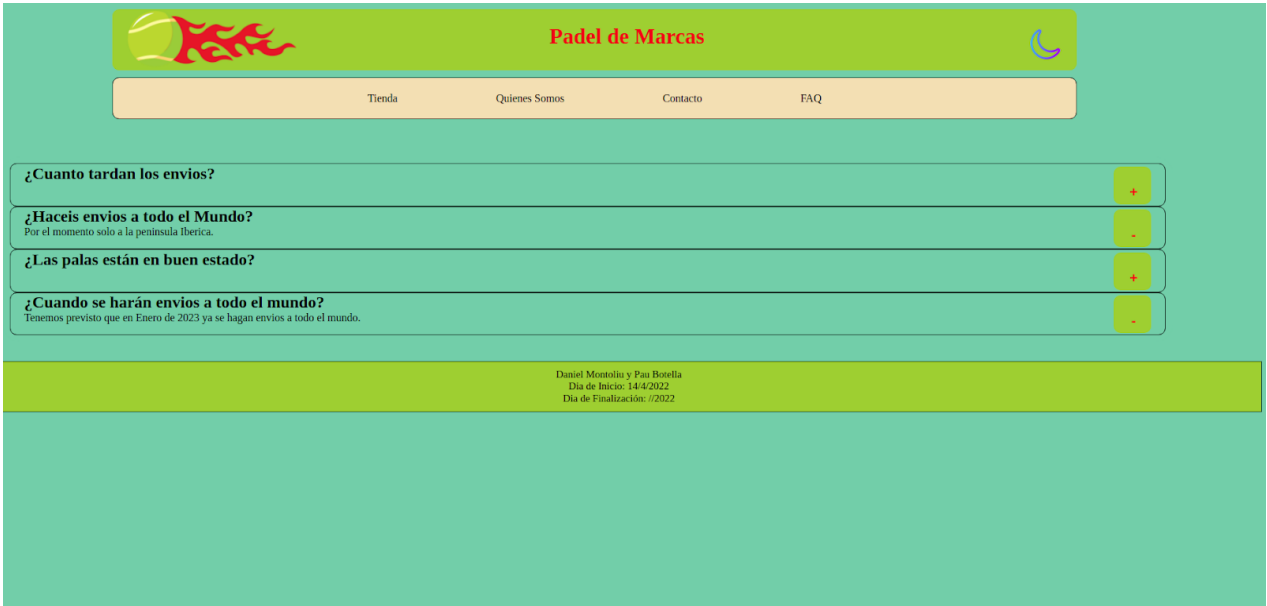 Padel de Marcas
Tienda Quienes Somos Contacto FAQ
¿Cuanto tardan los envios?
+
¿Haceis envios a todo el Mundo?
Por el momento solo a la peninsula Iberica.
-
¿Las palas están en buen estado?
+
¿Cuando se harán envios a todo el mundo?
Tenemos previsto que en Enero de 2023 ya se hagan envios a todo el mundo.
-
Daniel Montoliu y Pau Botella
Dia de Inicio: 14/4/2022
Dia de Finalización: //2022